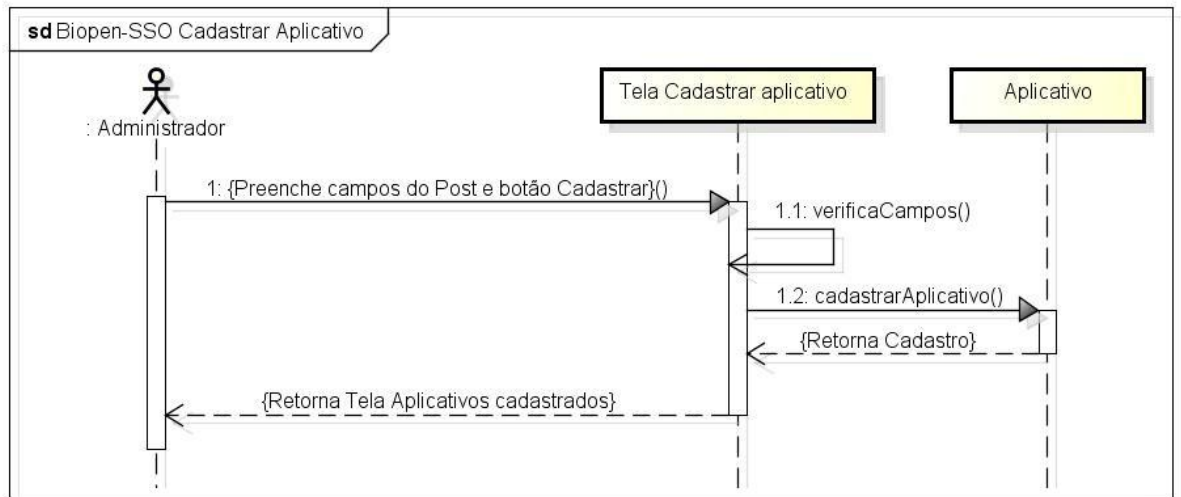 sd Biopen-SSO Cadastrar Aplicativo
: Administrador
Tela Cadastrar aplicativo
Aplicativo
1: {Preenche campos do Post e botão Cadastrar}()
1.1: verificaCampos()
1.2: cadastrarAplicativo()
{Retorna Cadastro}
{Retorna Tela Aplicativos cadastrados}